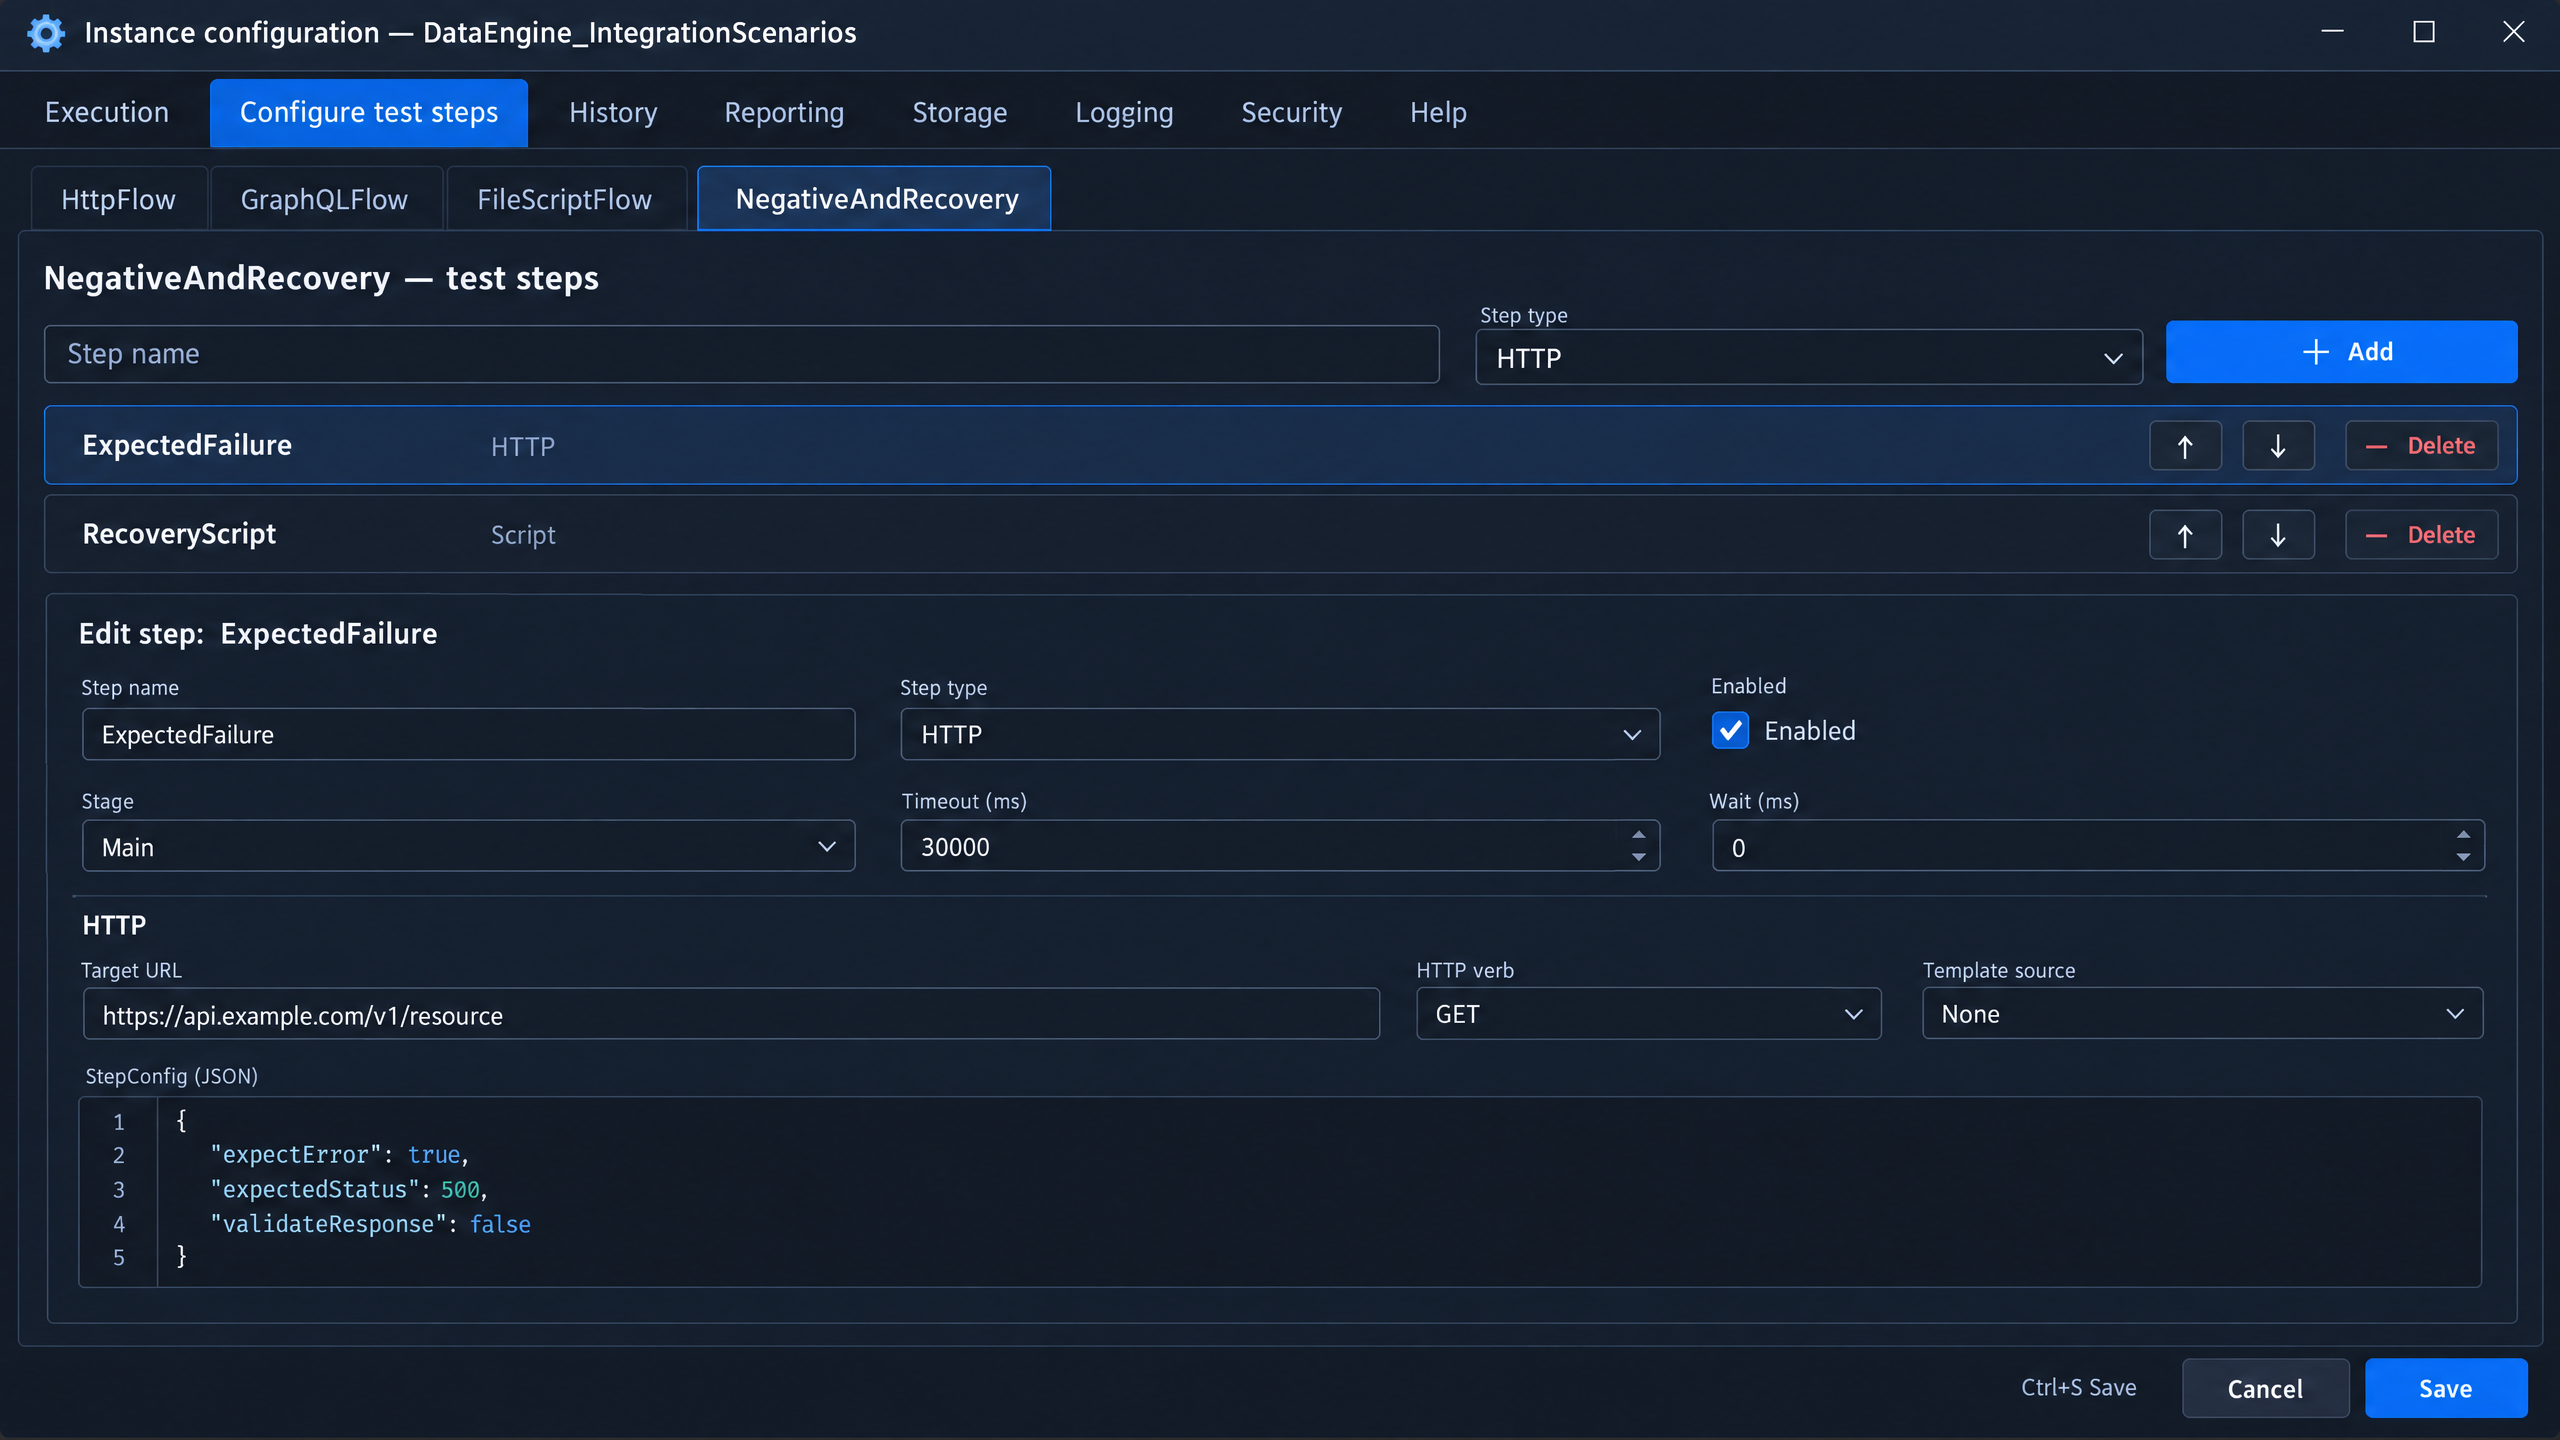 Instance configuration — DataEngine_IntegrationScenarios
Execution Configure test steps History Reporting Storage Logging Security Help
HttpFlow GraphQLFlow FileScriptFlow NegativeAndRecovery
NegativeAndRecovery — test steps
Step type
Step name HTTP + Add
ExpectedFailure HTTP ↑ ↓ — Delete
RecoveryScript Script ↑ ↓ — Delete
Edit step: ExpectedFailure
Step name Step type Enabled
ExpectedFailure HTTP Enabled
Stage Timeout (ms) Wait (ms)
Main 30000 0
HTTP
Target URL HTTP verb Template source
https://api.example.com/v1/resource GET None
StepConfig (JSON)
1 {
2 "expectError": true,
3 "expectedStatus": 500,
4 "validateResponse": false
5 }
Ctrl+S Save Cancel Save